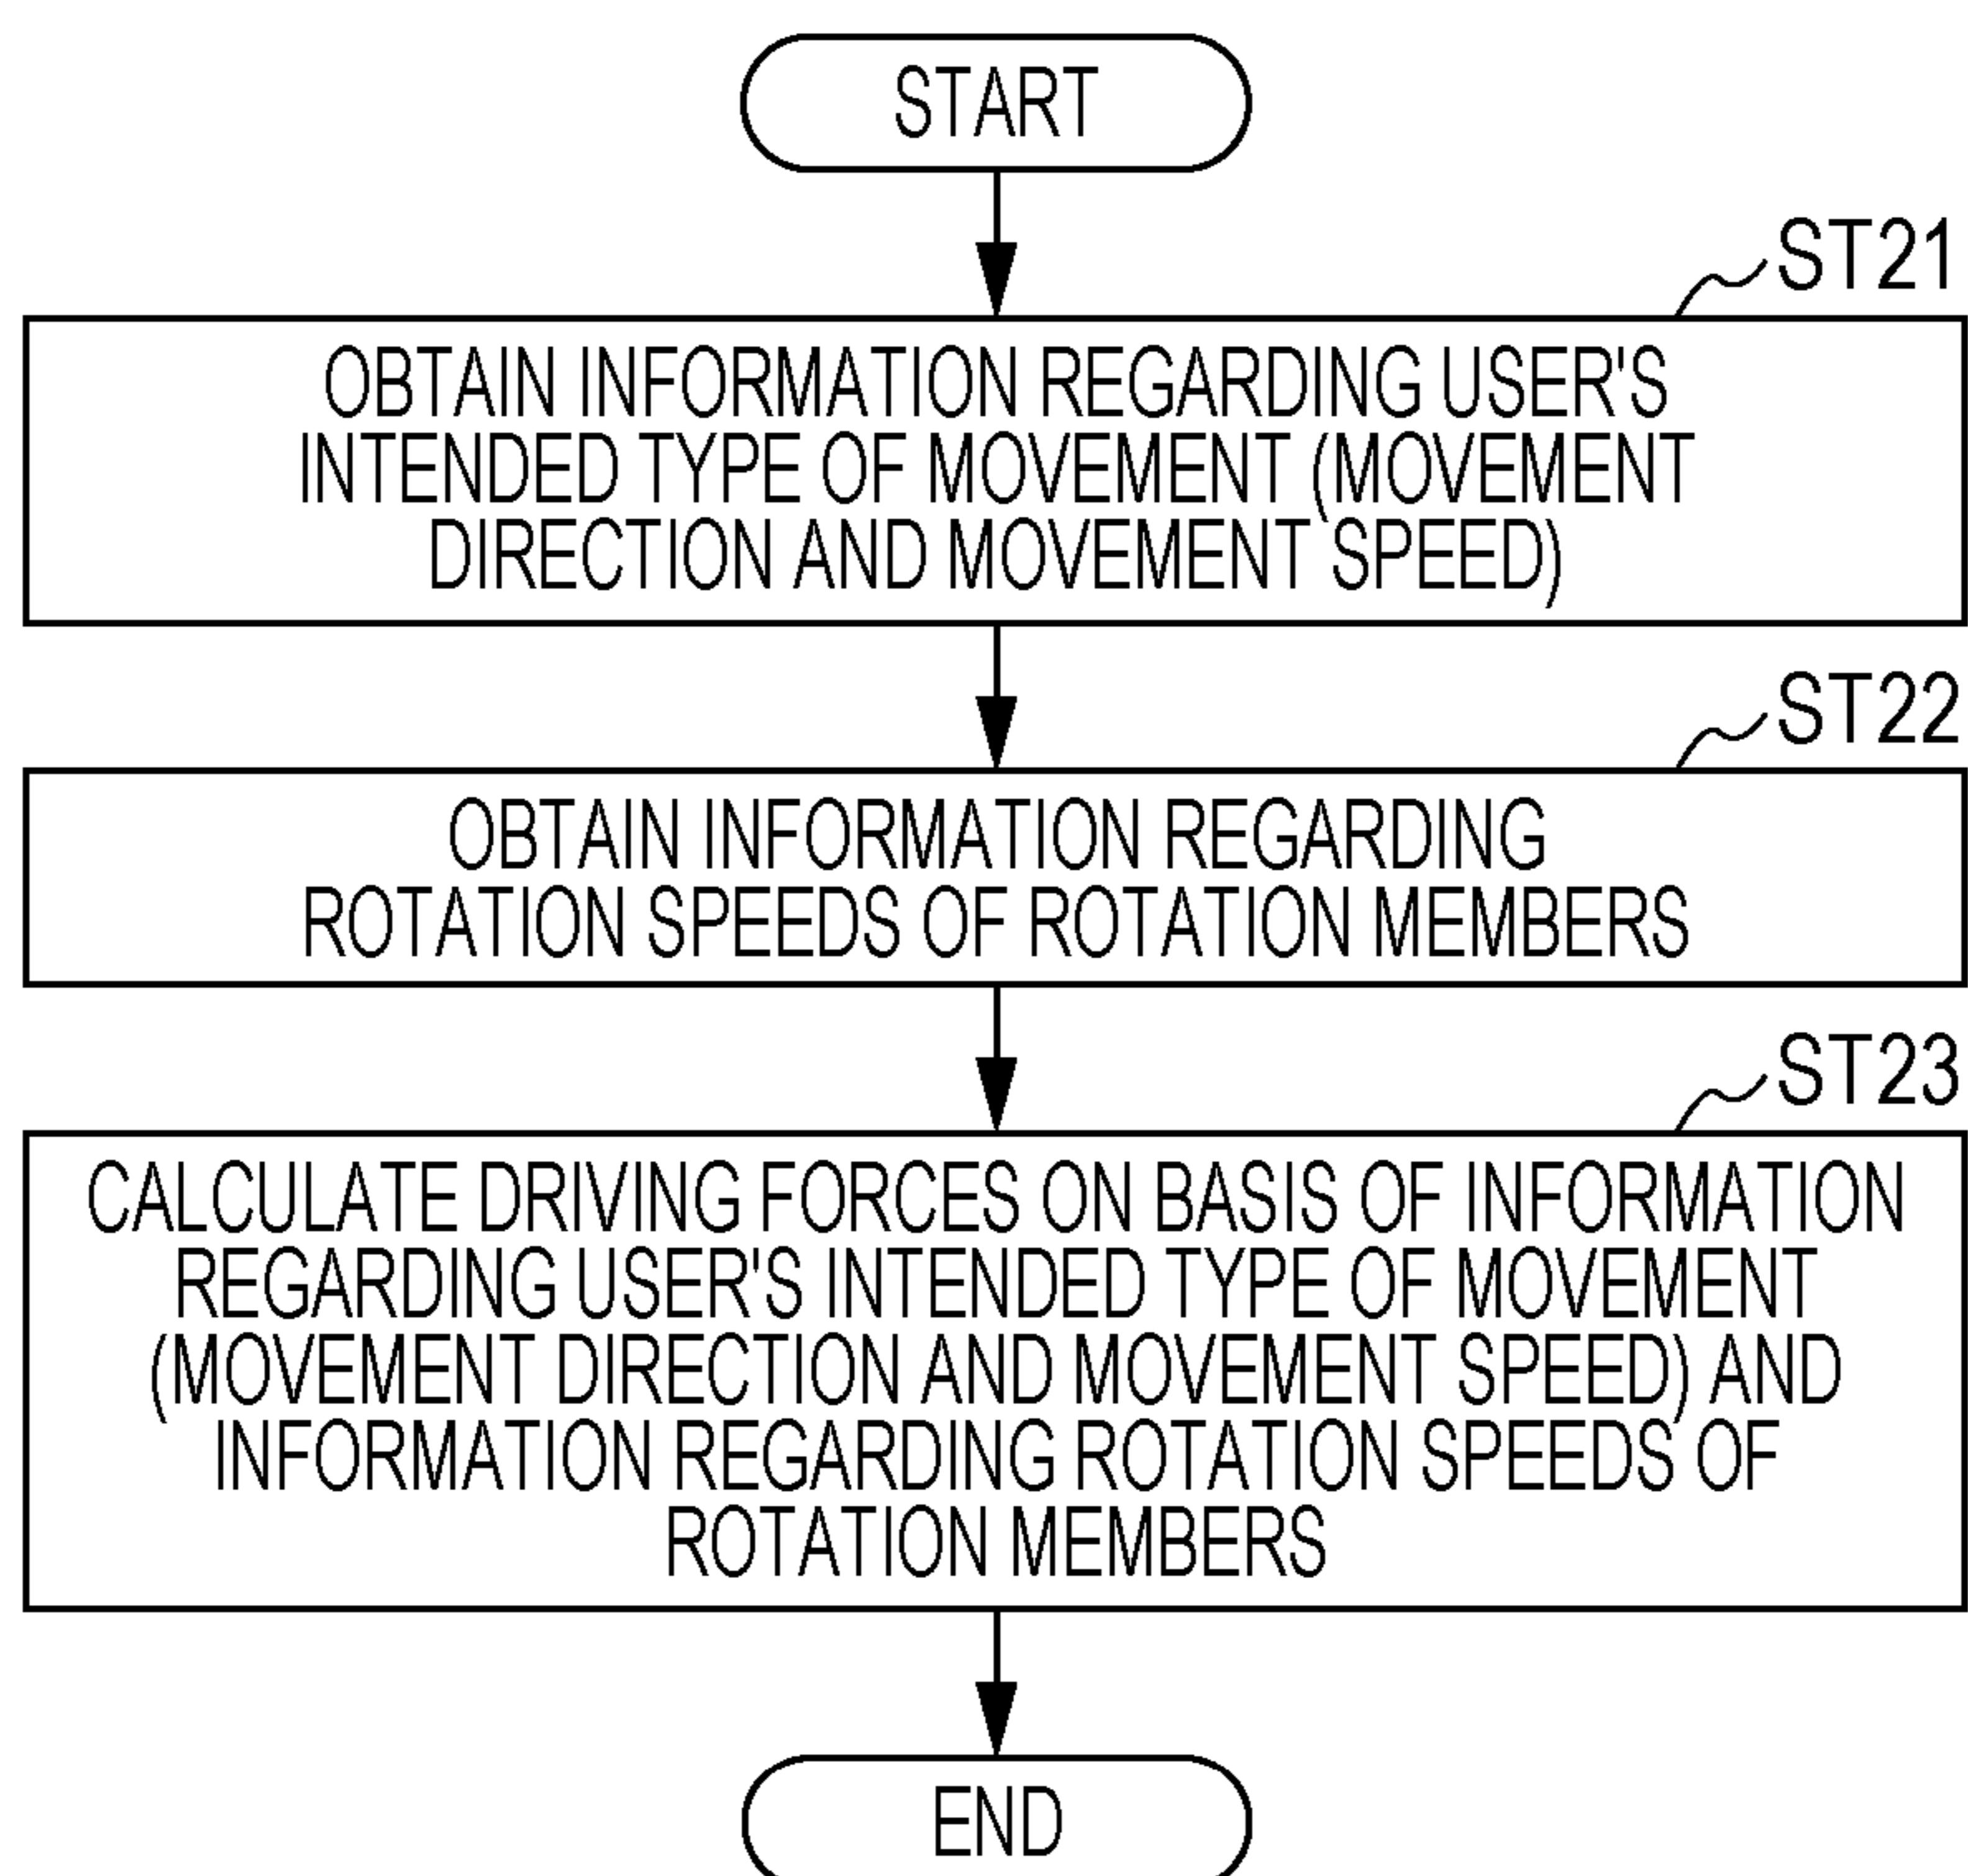 START
ST21
OBTAIN INFORMATION REGARDING USER'S
INTENDED TYPE OF MOVEMENT (MOVEMENT
DIRECTION AND MOVEMENT SPEED)
ST22
OBTAIN INFORMATION REGARDING
ROTATION SPEEDS OF ROTATION MEMBERS
ST23
CALCULATE DRIVING FORCES ON BASIS OF INFORMATION
REGARDING USER'S INTENDED TYPE OF MOVEMENT
(MOVEMENT DIRECTION AND MOVEMENT SPEED) AND
INFORMATION REGARDING ROTATION SPEEDS OF
ROTATION MEMBERS
END